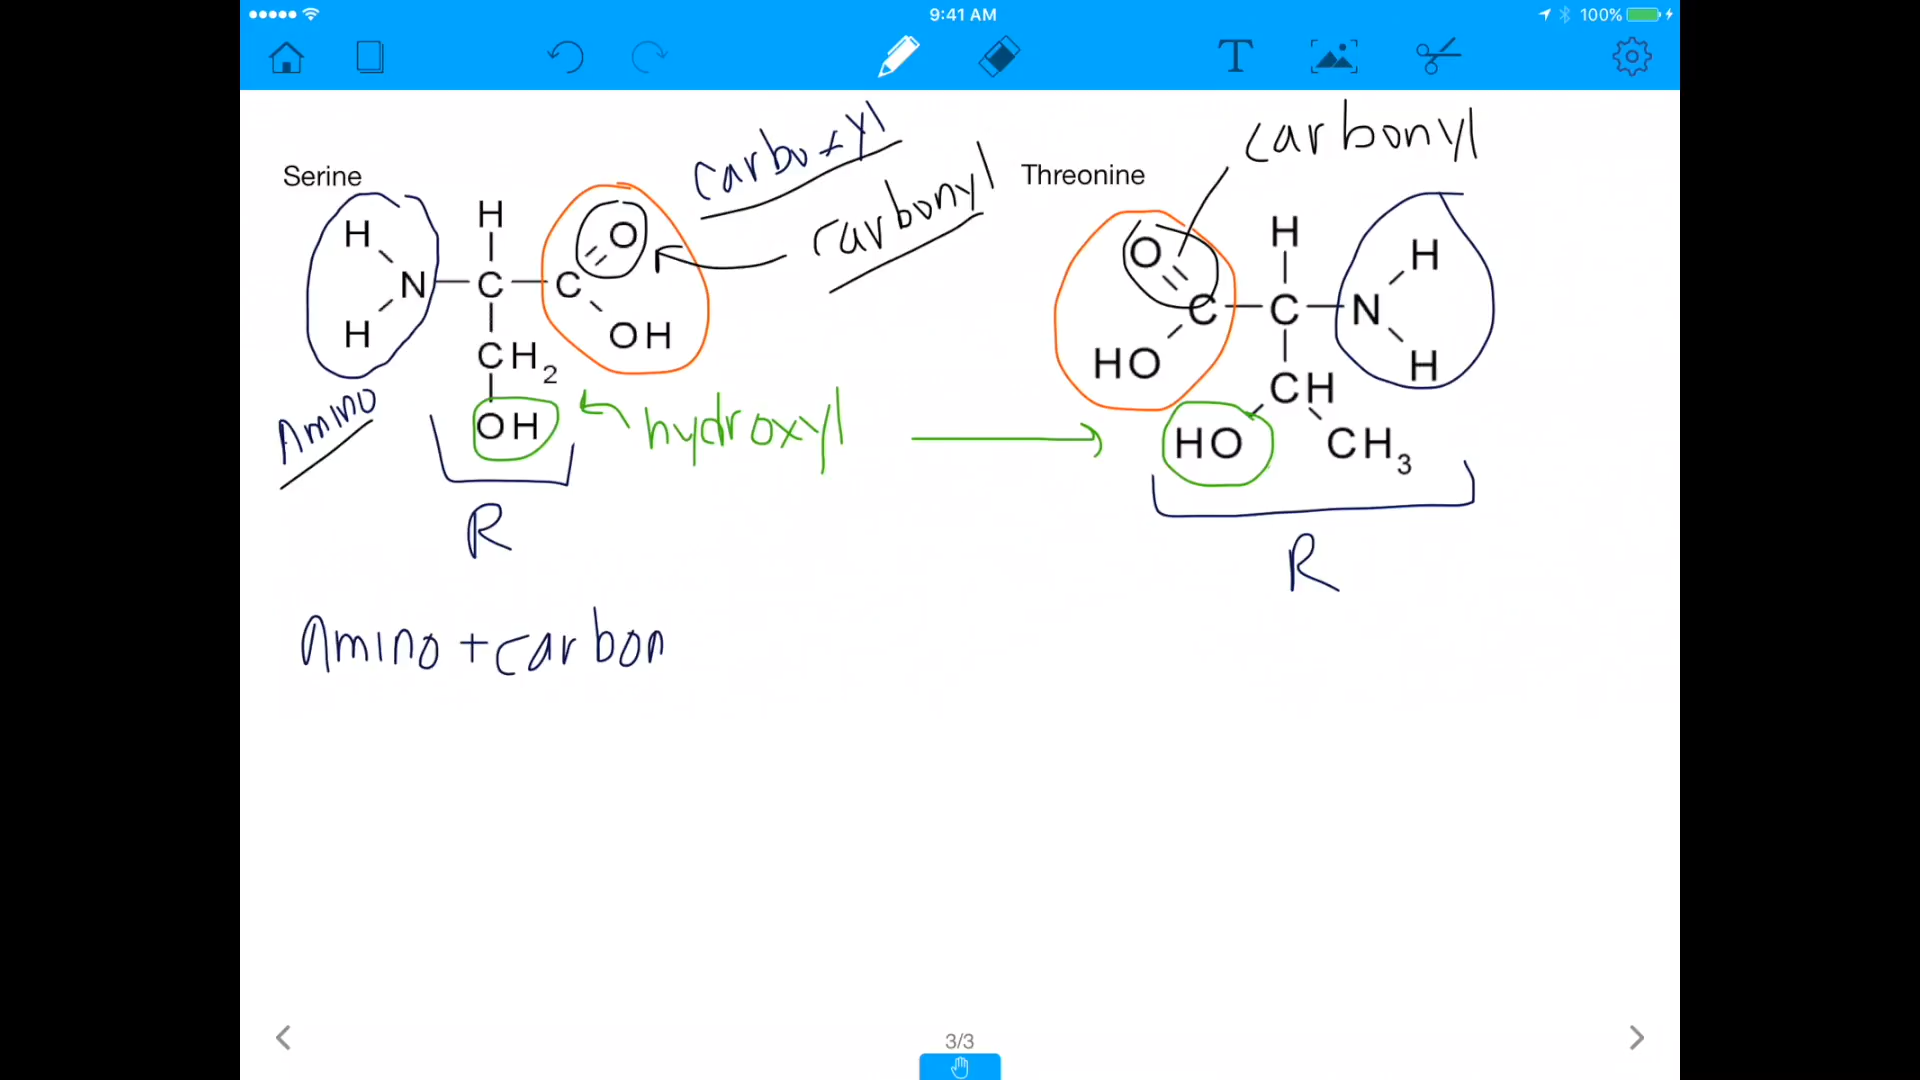 9:41 AM
100%
T
carboxyl
carbonyl
carbonyl
Serine
Threonine
H
H
O
N
C
C
H
OH
CH2
OH
O
H
H
C
C
N
HO
H
CH
HO
CH3
Amino
hydroxyl
R
R
Amino + carbon
3/3